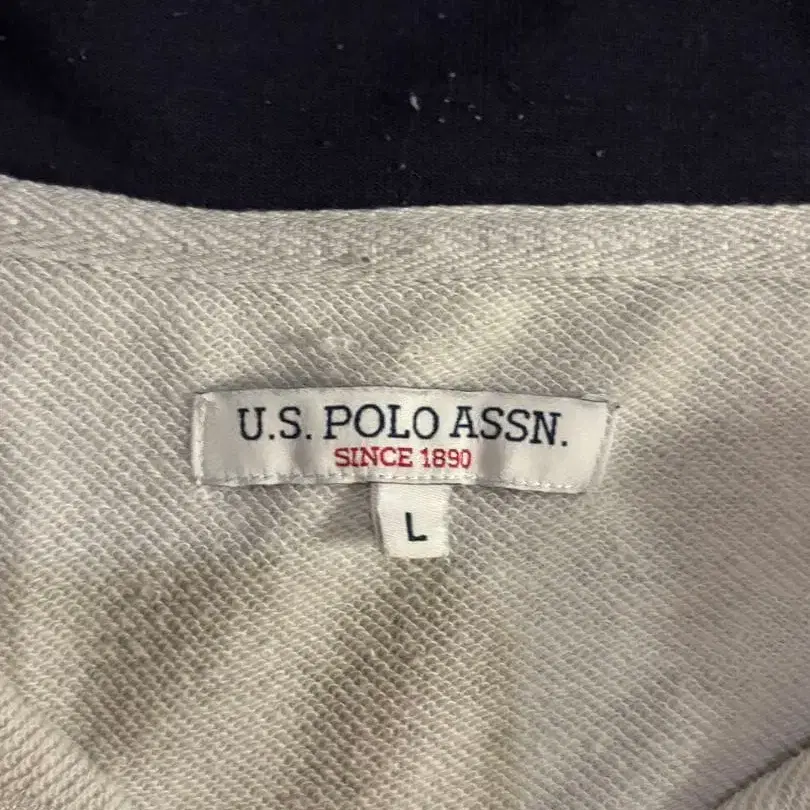 U.S. POLO ASSN.
SINCE 1890
L